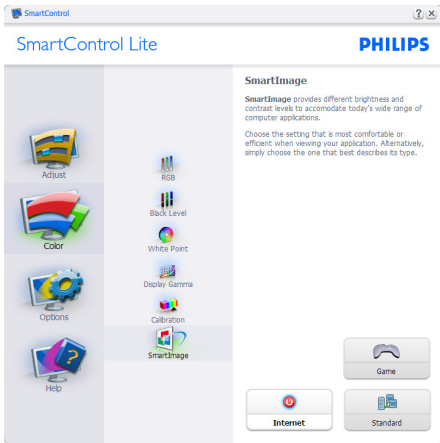 SmartControl
SmartControl Lite
PHILIPS
Adjust
Color
Options
Help
RGB
Black Level
White Point
Display Gamma
Calibration
SmartImage
SmartImage
SmartImage provides different brightness and
contrast levels to accomodate today's wide range of
computer applications.
Choose the setting that is most comfortable or
efficient when viewing your application. Alternatively,
simply choose the one that best describes its type.
Game
Internet
Standard